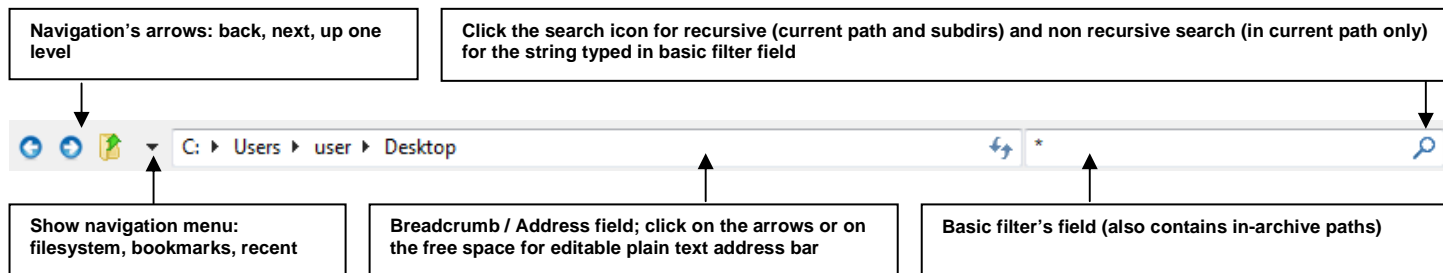 Navigation's arrows: back, next, up one
level
Click the search icon for recursive (current path and subdirs) and non recursive search (in current path only)
for the string typed in basic filter field
C: Users user Desktop
*
Show navigation menu:
filesystem, bookmarks, recent
Breadcrumb / Address field; click on the arrows or on
the free space for editable plain text address bar
Basic filter's field (also contains in-archive paths)